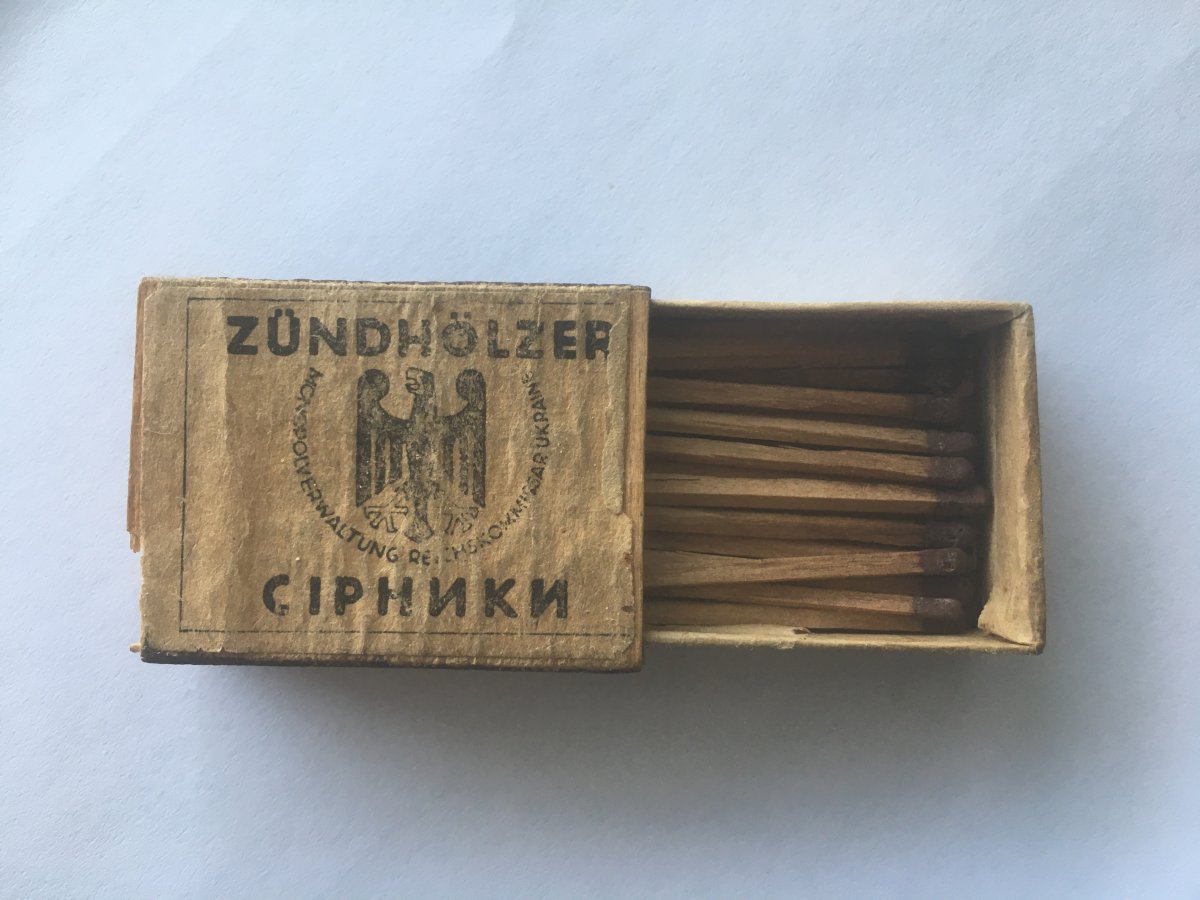 ZÜNDHÖLZER
MONOPOLVERWALTUNG REICHSKOMMISSAR UKRAINE
СІРНИКИ